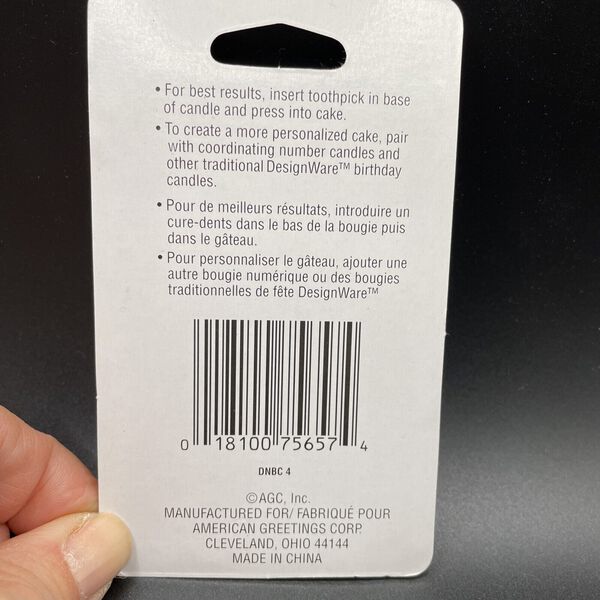 • For best results, insert toothpick in base
of candle and press into cake.
• To create a more personalized cake, pair
with coordinating number candles and
other traditional DesignWare™ birthday
candles.
• Pour de meilleurs résultats, introduire un
cure-dents dans le bas de la bougie puis
dans le gâteau.
• Pour personnaliser le gâteau, ajouter une
autre bougie numérique ou des bougies
traditionnelles de fête DesignWare™
0 18100 75657 4
DNBC 4
©AGC, Inc.
MANUFACTURED FOR/ FABRIQUÉ POUR
AMERICAN GREETINGS CORP.
CLEVELAND, OHIO 44144
MADE IN CHINA